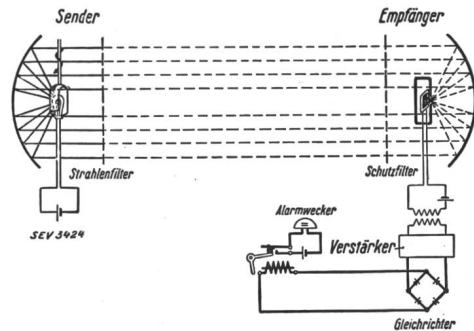 Sender
Empfänger
Strahlenfilter
Schutzfilter
SEV 3424
Alarmwecker
Verstärker
Gleichrichter